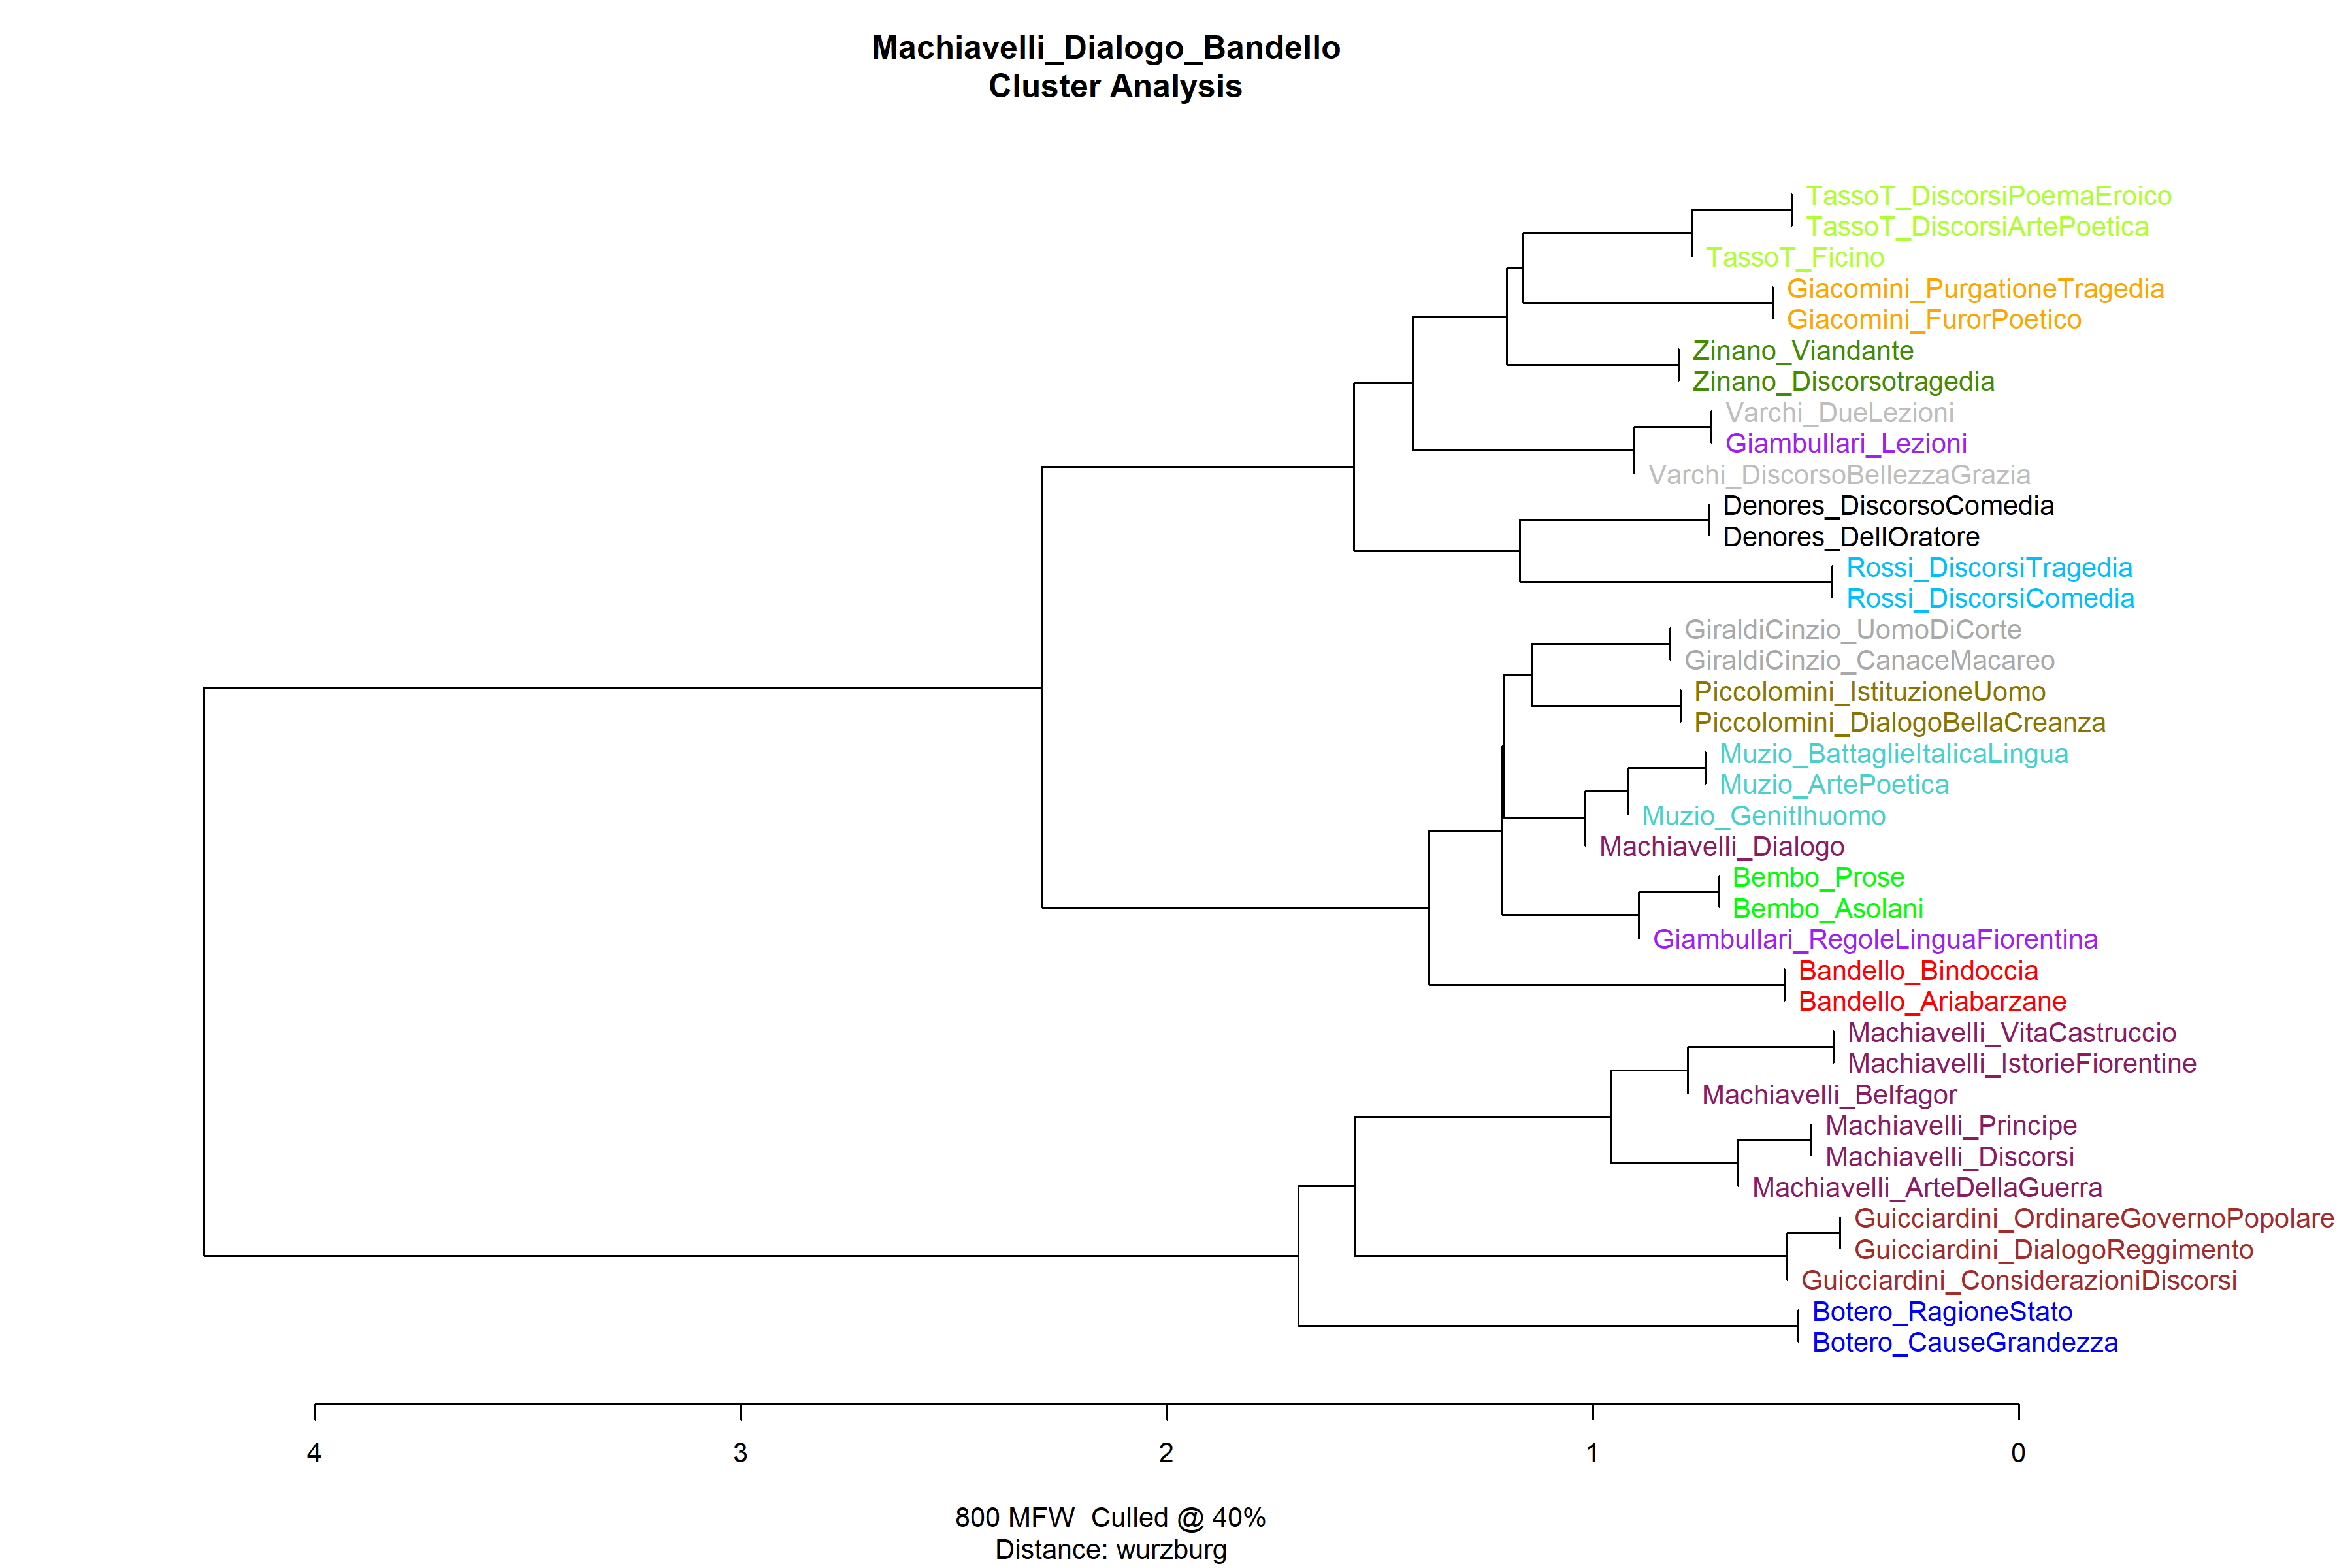 Machiavelli_Dialogo_Bandello
Cluster Analysis
TassoT_DiscorsiPoemaEroico
TassoT_DiscorsiArtePoetica
TassoT_Ficino
Giacomini_PurgationeTragedia
Giacomini_FurorPoetico
Zinano_Viandante
Zinano_Discorsotragedia
Varchi_DueLezioni
Giambullari_Lezioni
Varchi_DiscorsoBellezzaGrazia
Denores_DiscorsoComedia
Denores_DellOratore
Rossi_DiscorsiTragedia
Rossi_DiscorsiComedia
GiraldiCinzio_UomoDiCorte
GiraldiCinzio_CanaceMacareo
Piccolomini_IstituzioneUomo
Piccolomini_DialogoBellaCreanza
Muzio_BattaglieItalicaLingua
Muzio_ArtePoetica
Muzio_Genitlhuomo
Machiavelli_Dialogo
Bembo_Prose
Bembo_Asolani
Giambullari_RegoleLinguaFiorentina
Bandello_Bindoccia
Bandello_Ariabarzane
Machiavelli_VitaCastruccio
Machiavelli_IstorieFiorentine
Machiavelli_Belfagor
Machiavelli_Principe
Machiavelli_Discorsi
Machiavelli_ArteDellaGuerra
Guicciardini_OrdinareGovernoPopolare
Guicciardini_DialogoReggimento
Guicciardini_ConsiderazioniDiscorsi
Botero_RagioneStato
Botero_CauseGrandezza
4 3 2 1 0
800 MFW  Culled @ 40%
Distance: wurzburg